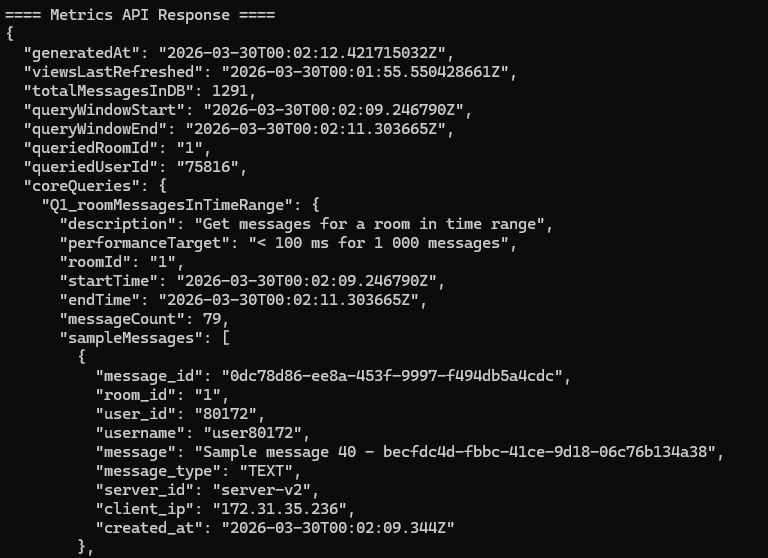 ==== Metrics API Response ====
{
  "generatedAt": "2026-03-30T00:02:12.421715032Z",
  "viewsLastRefreshed": "2026-03-30T00:01:55.550428661Z",
  "totalMessagesInDB": 1291,
  "queryWindowStart": "2026-03-30T00:02:09.246790Z",
  "queryWindowEnd": "2026-03-30T00:02:11.303665Z",
  "queriedRoomId": "1",
  "queriedUserId": "75816",
  "coreQueries": {
    "Q1_roomMessagesInTimeRange": {
      "description": "Get messages for a room in time range",
      "performanceTarget": "< 100 ms for 1 000 messages",
      "roomId": "1",
      "startTime": "2026-03-30T00:02:09.246790Z",
      "endTime": "2026-03-30T00:02:11.303665Z",
      "messageCount": 79,
      "sampleMessages": [
        {
          "message_id": "0dc78d86-ee8a-453f-9997-f494db5a4cdc",
          "room_id": "1",
          "user_id": "80172",
          "username": "user80172",
          "message": "Sample message 40 - becfdc4d-fbbc-41ce-9d18-06c76b134a38",
          "message_type": "TEXT",
          "server_id": "server-v2",
          "client_ip": "172.31.35.236",
          "created_at": "2026-03-30T00:02:09.344Z"
        },